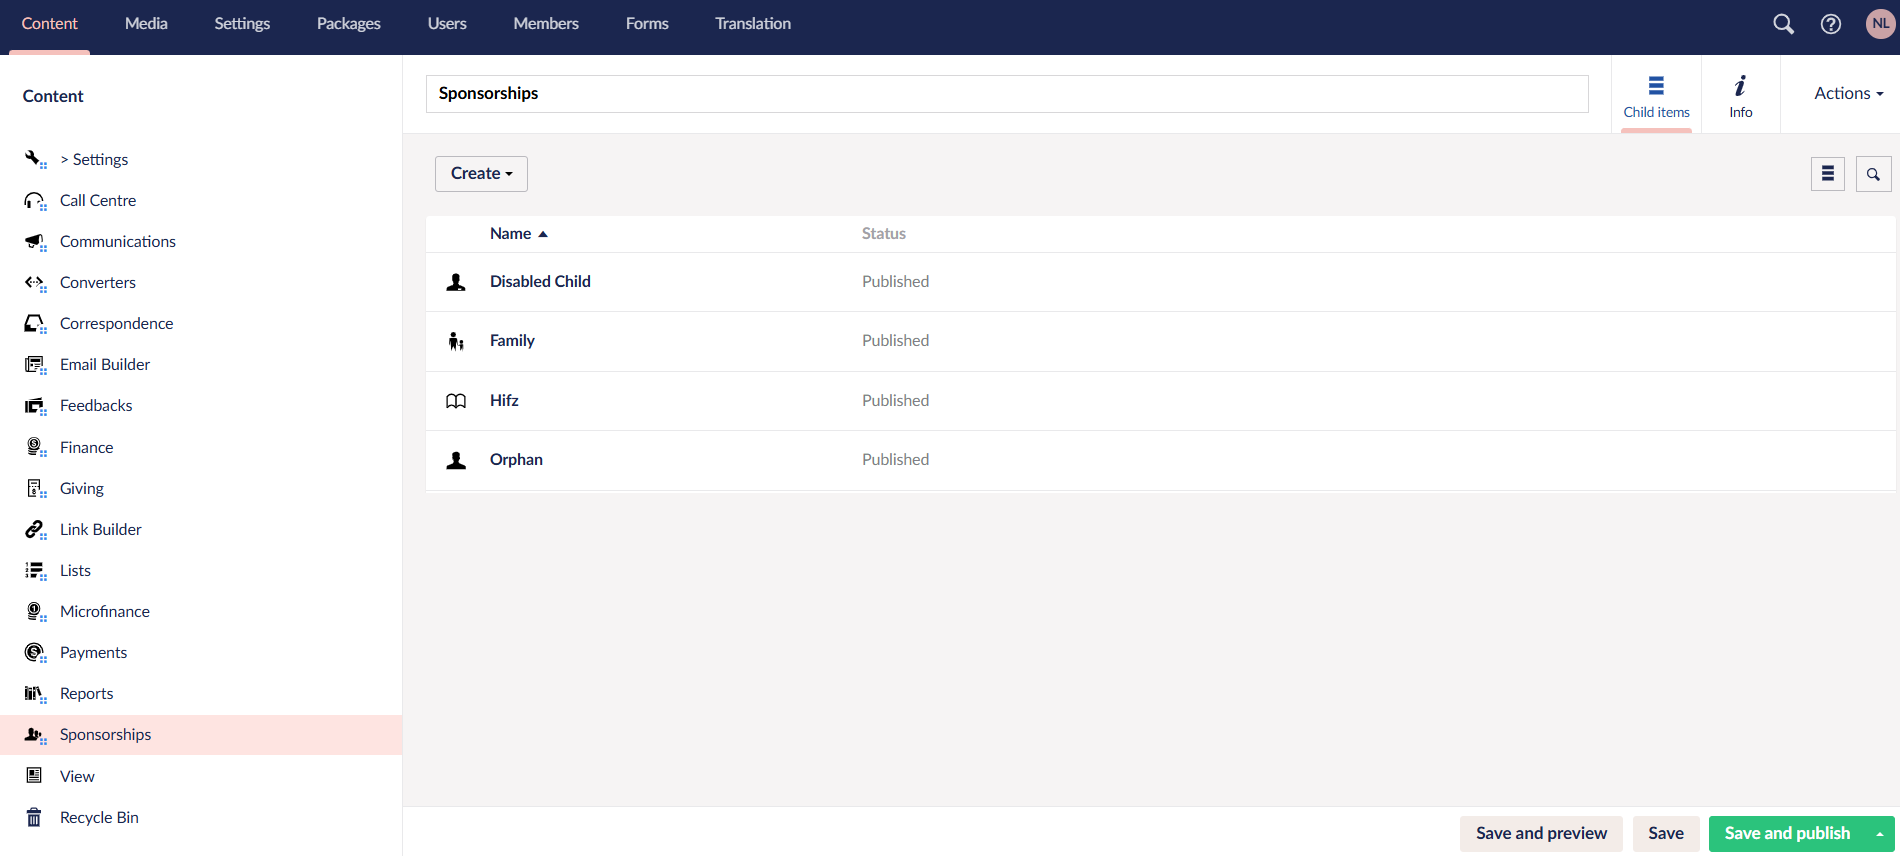 Content Media Settings Packages Users Members Forms Translation NL
Content
> Settings
Call Centre
Communications
Converters
Correspondence
Email Builder
Feedbacks
Finance
Giving
Link Builder
Lists
Microfinance
Payments
Reports
Sponsorships
View
Recycle Bin
Sponsorships
Child items
Info
Actions
Create
Name Status
Disabled Child Published
Family Published
Hifz Published
Orphan Published
Save and preview Save Save and publish